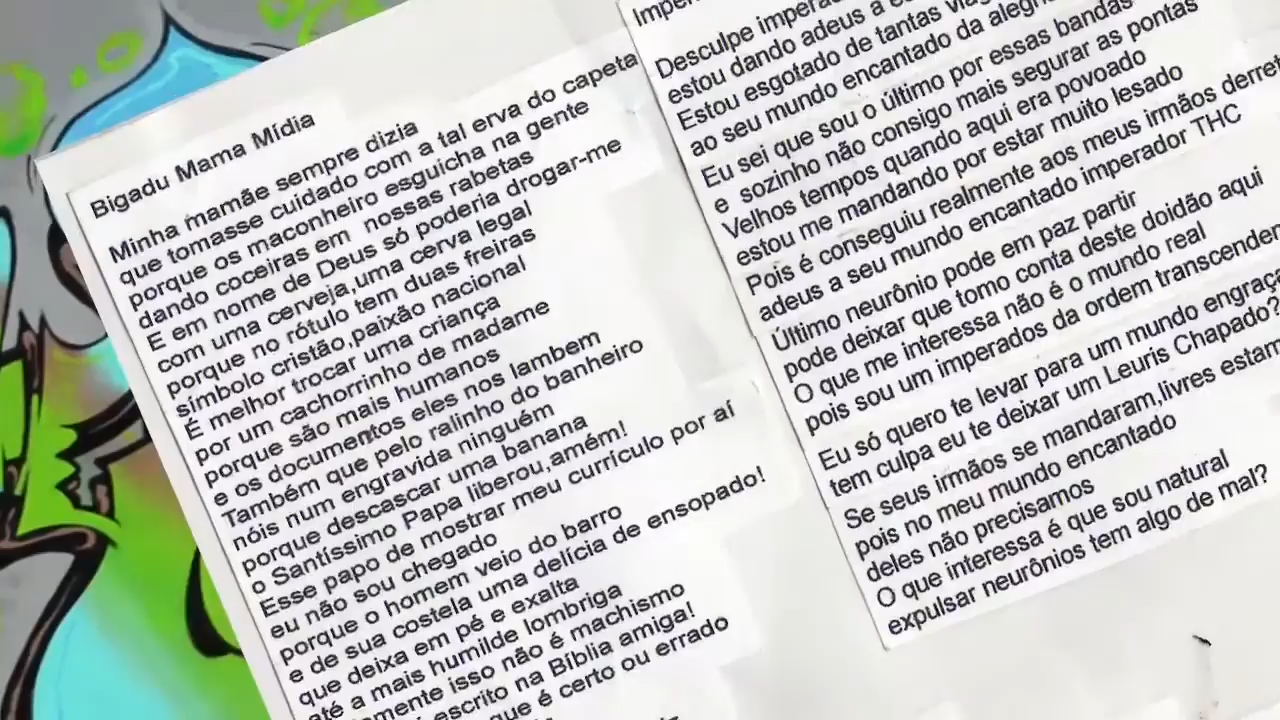 Bigadu Mama Mídia
Minha mamãe sempre dizia
que tomasse cuidado com a tal erva do capeta
porque os maconheiro esguicha na gente
dando coceiras em nossas rabetas
E em nome de Deus só poderia drogar-me
com uma cerveja,uma cerva legal
porque no rótulo tem duas freiras
símbolo cristão,paixão nacional
É melhor trocar uma criança
por um cachorrinho de madame
porque são mais humanos
e os documentos eles nos lambem
Também que pelo ralinho do banheiro
nóis num engravida ninguém
porque descascar uma banana
o Santíssimo Papa liberou,amém!
Esse papo de mostrar meu currículo por aí
eu não sou chegado
porque o homem veio do barro
e de sua costela uma delícia de ensopado!
que deixa em pé e exalta
até a mais humilde lombriga
isso não é machismo
escrito na Bíblia amiga!
que é certo ou errado
Desculpe
estou dando adeus a
Estou esgotado de tantas
ao seu mundo encantado da
Eu sei que sou o último por essas bandas
e sozinho não consigo mais segurar as pontas
Velhos tempos quando aqui era povoado
estou me mandando por estar muito lesado
Pois é conseguiu realmente aos meus irmãos
adeus a seu mundo encantado imperador THC
Último neurônio pode em paz partir
pode deixar que tomo conta deste doidão aqui
O que me interessa não é o mundo real
pois sou um imperados da ordem
Eu só quero te levar para um mundo
tem culpa eu te deixar um Leuris Chapado?
Se seus irmãos se mandaram,livres
pois no meu mundo encantado
deles não precisamos
O que interessa é que sou natural
expulsar neurônios tem algo de mal?